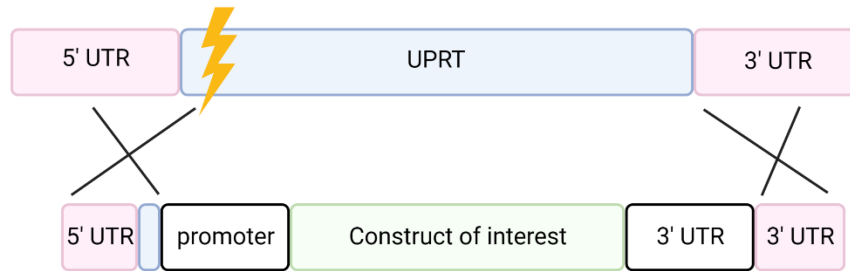 5' UTR UPRT 3' UTR
5' UTR promoter Construct of interest 3' UTR 3' UTR